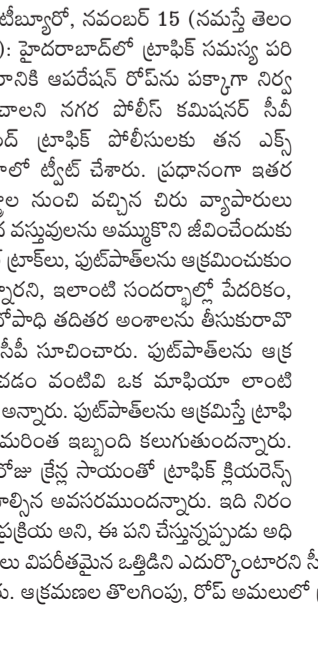 టీబ్యూరో, నవంబర్ 15 (నమస్తే తెలం
): హైదరాబాద్‌లో ట్రాఫిక్ సమస్య పరి
రానికి ఆపరేషన్ రోప్‌ను పక్కాగా నిర్వ
చాలని నగర పోలీస్ కమిషనర్ సీవీ
ంద్ ట్రాఫిక్ పోలీసులకు తన ఎక్స్
లో ట్వీట్ చేశారు. ప్రధానంగా ఇతర
ల నుంచి వచ్చిన చిరు వ్యాపారులు
వస్తువులను అమ్ముకొని జీవించేందుకు
ట్రాక్‌లు, ఫుట్‌పాత్‌లను ఆక్రమించుకుం
న్నారని, ఇలాంటి సందర్భాల్లో పేదరికం,
పాధి తదితర అంశాలను తీసుకురావొ
సీపీ సూచించారు. ఫుట్‌పాత్‌లను ఆక్ర
చడం వంటివి ఒక మాఫియా లాంటి
అన్నారు. ఫుట్‌పాత్‌లను ఆక్రమిస్తే ట్రాఫి
మరింత ఇబ్బంది కలుగుతుందన్నారు.
రోజు క్రేన్ల సాయంతో ట్రాఫిక్ క్లియరెన్స్
ాల్సిన అవసరముందన్నారు. ఇది నిరం
ప్రక్రియ అని, ఈ పని చేస్తున్నప్పుడు అధి
లు విపరీతమైన ఒత్తిడిని ఎదుర్కొంటారని సీ
రు. ఆక్రమణల తొలగింపు, రోప్ అమలులో